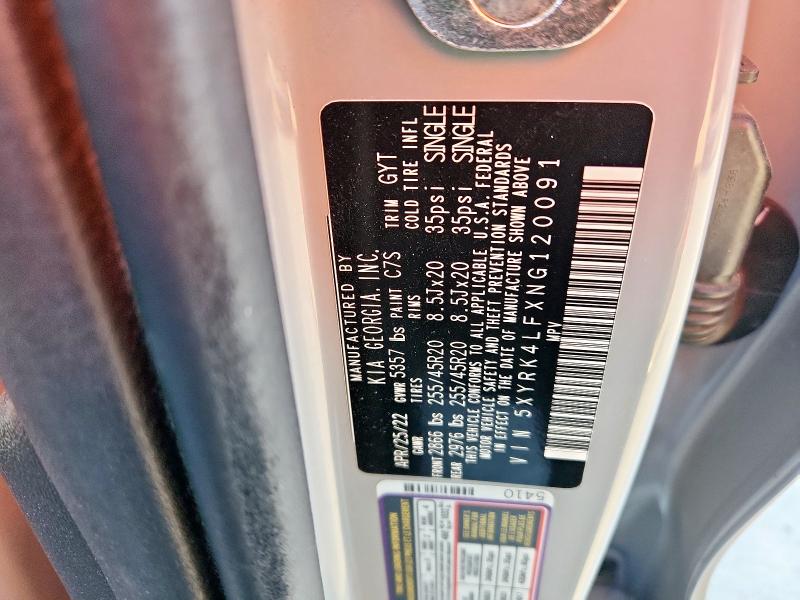 MANUFACTURED BY
KIA GEORGIA, INC.
APR/25/22 GVWR 5357 lbs PAINT C7S TRIM GYT
GAWR TIRES RIMS COLD TIRE INFL
FRONT 2866 lbs 255/45R20 8.5Jx20 35psi SINGLE
REAR 2976 lbs 255/45R20 8.5Jx20 35psi SINGLE
THIS VEHICLE CONFORMS TO ALL APPLICABLE U.S.A. FEDERAL
MOTOR VEHICLE SAFETY AND THEFT PREVENTION STANDARDS
IN EFFECT ON THE DATE OF MANUFACTURE SHOWN ABOVE
VIN 5XYRK4LFXNG120091
MPV
5410